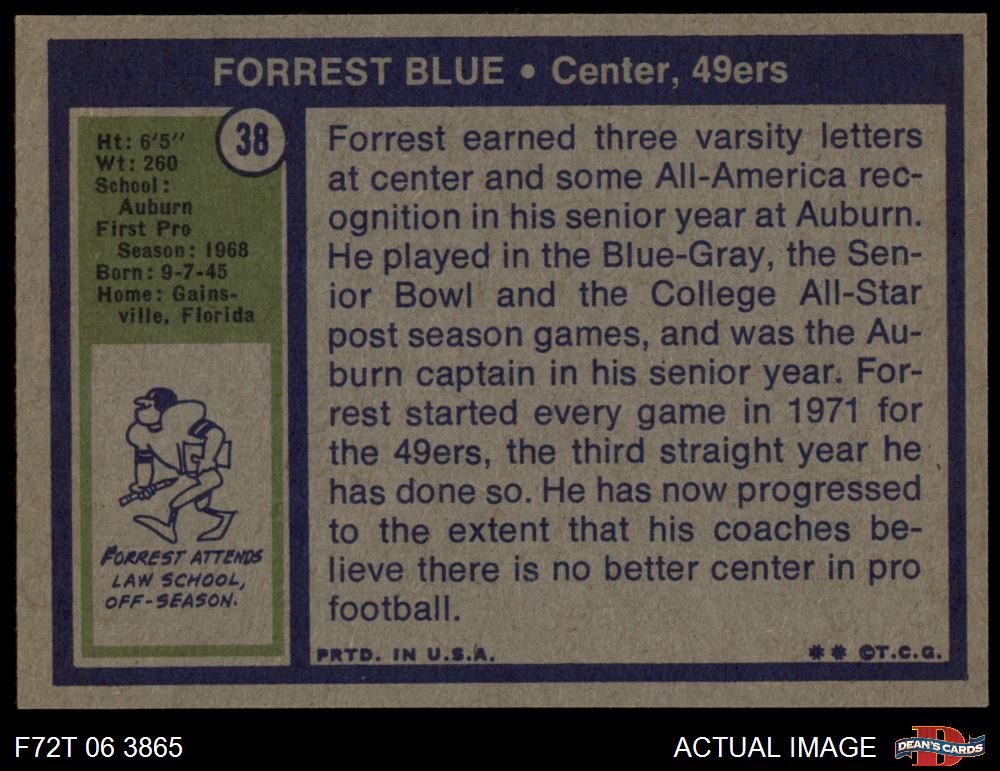 FORREST BLUE • Center, 49ers
38
Ht: 6'5''
Wt: 260
School:
Auburn
First Pro
Season: 1968
Born: 9-7-45
Home: Gains-
ville, Florida
FORREST ATTENDS
LAW SCHOOL,
OFF-SEASON.
Forrest earned three varsity letters
at center and some All-America rec-
ognition in his senior year at Auburn.
He played in the Blue-Gray, the Sen-
ior Bowl and the College All-Star
post season games, and was the Au-
burn captain in his senior year. For-
rest started every game in 1971 for
the 49ers, the third straight year he
has done so. He has now progressed
to the extent that his coaches be-
lieve there is no better center in pro
football.
PRTD. IN U.S.A.
** ©T.C.G.
F72T 06 3865
ACTUAL IMAGE
D
DEAN'S CARDS